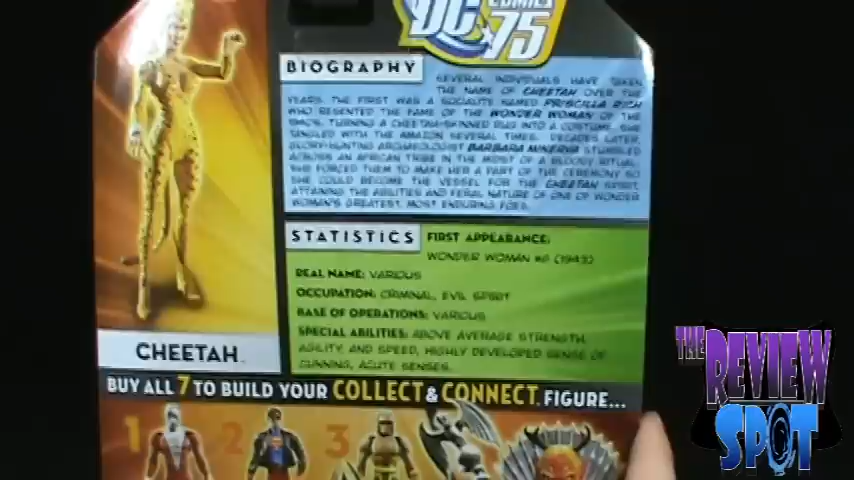 DC COMICS 75
BIOGRAPHY
SEVERAL INDIVIDUALS HAVE TAKEN
THE NAME OF CHEETAH OVER THE
YEARS. THE FIRST WAS A SOCIALITE NAMED PRISCILLA RICH
WHO RESENTED THE FAME OF THE WONDER WOMAN OF THE
1940'S, TURNING A CHEETAH-SKINNED RUG INTO A COSTUME, SHE
TANGLED WITH THE AMAZON SEVERAL TIMES. DECADES LATER,
GLORY-HUNTING ARCHAEOLOGIST BARBARA MINERVA STUMBLED
ACROSS AN AFRICAN TRIBE IN THE MIDST OF A BLOODY RITUAL.
SHE FORCED THEM TO MAKE HER A PART OF THE CEREMONY SO
SHE COULD BECOME THE VESSEL FOR THE CHEETAH SPIRIT,
ATTAINING THE ABILITIES AND FERAL NATURE OF ONE OF WONDER
WOMAN'S GREATEST, MOST ENDURING FOES.
STATISTICS
FIRST APPEARANCE:
WONDER WOMAN #6 (1943)
REAL NAME: VARIOUS
OCCUPATION: CRIMINAL, EVIL SPIRIT
BASE OF OPERATIONS: VARIOUS
SPECIAL ABILITIES: ABOVE AVERAGE STRENGTH,
AGILITY, AND SPEED, HIGHLY DEVELOPED SENSE OF
CUNNING, ACUTE SENSES.
CHEETAH
BUY ALL 7 TO BUILD YOUR COLLECT & CONNECT FIGURE...
1 2 3
THE
REVIEW
SPOT